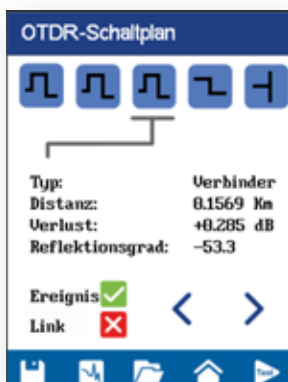 OTDR-Schaltplan
Typ: Verbinder
Distanz: 0.1569 Km
Verlust: +0.285 dB
Reflektionsgrad: -53.3
Ereignis
Link
Test